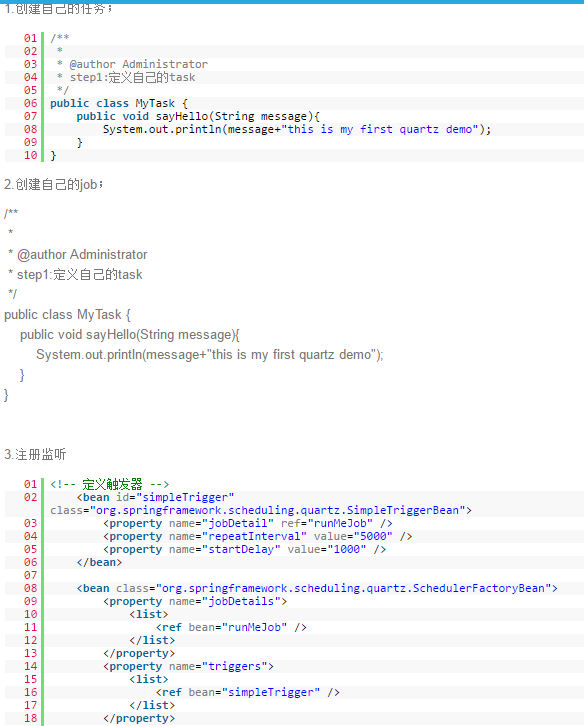 1.创建自己的任务；
01 /**
02  *
03  * @author Administrator
04  * step1:定义自己的task
05  */
06 public class MyTask {
07     public void sayHello(String message){
08         System.out.println(message+"this is my first quartz demo");
09     }
10 }
2.创建自己的job；
/**
 *
 * @author Administrator
 * step1:定义自己的task
 */
public class MyTask {
    public void sayHello(String message){
        System.out.println(message+"this is my first quartz demo");
    }
}
3.注册监听
01 <!-- 定义触发器 -->
02     <bean id="simpleTrigger"
class="org.springframework.scheduling.quartz.SimpleTriggerBean">
03         <property name="jobDetail" ref="runMeJob" />
04         <property name="repeatInterval" value="5000" />
05         <property name="startDelay" value="1000" />
06     </bean>
07
08     <bean class="org.springframework.scheduling.quartz.SchedulerFactoryBean">
09         <property name="jobDetails">
10             <list>
11                 <ref bean="runMeJob" />
12             </list>
13         </property>
14         <property name="triggers">
15             <list>
16                 <ref bean="simpleTrigger" />
17             </list>
18         </property>